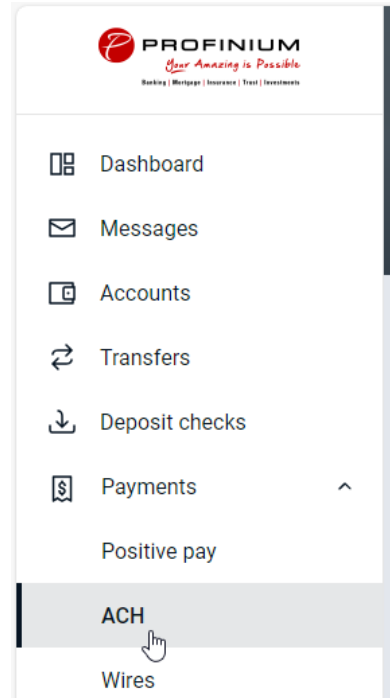 PROFINIUM
Your Amazing is Possible
Banking | Mortgage | Insurance | Trust | Investments
Dashboard
Messages
Accounts
Transfers
Deposit checks
Payments
Positive pay
ACH
Wires